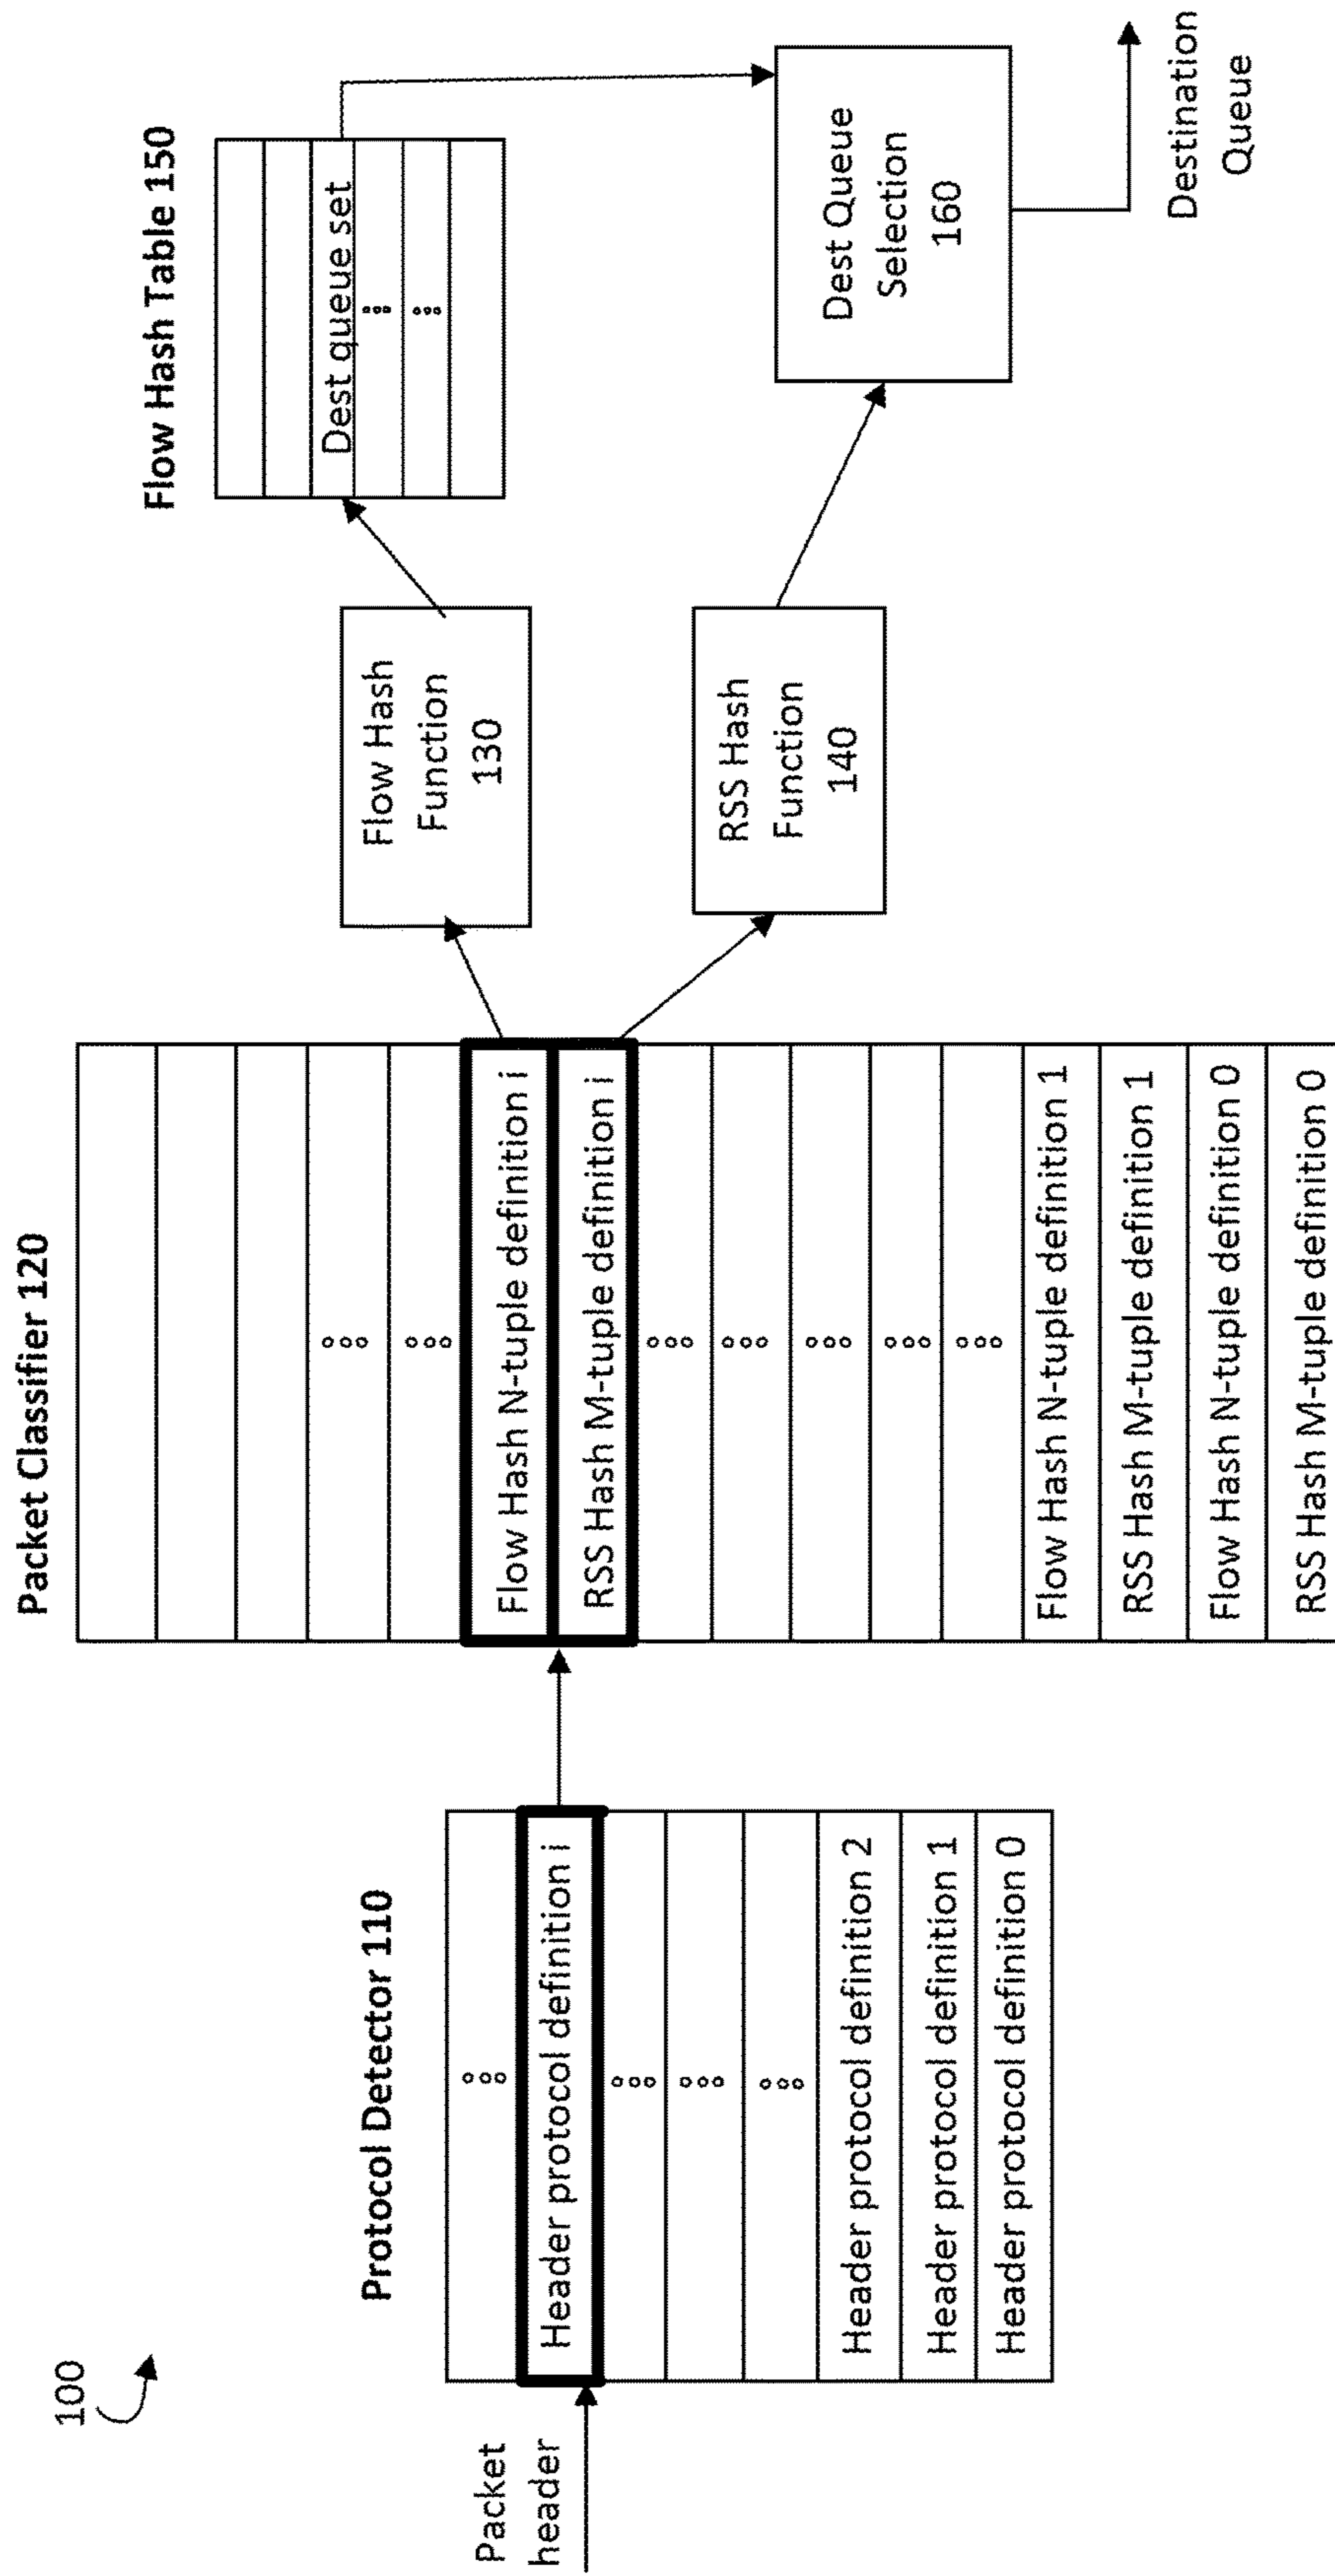 100
Packet
header
Protocol Detector 110
Header protocol definition i
Header protocol definition 2
Header protocol definition 1
Header protocol definition 0
Packet Classifier 120
Flow Hash N-tuple definition i
RSS Hash M-tuple definition i
Flow Hash N-tuple definition 1
RSS Hash M-tuple definition 1
Flow Hash N-tuple definition 0
RSS Hash M-tuple definition 0
Flow Hash
Function
130
RSS Hash
Function
140
Flow Hash Table 150
Dest queue set
Dest Queue
Selection
160
Destination
Queue